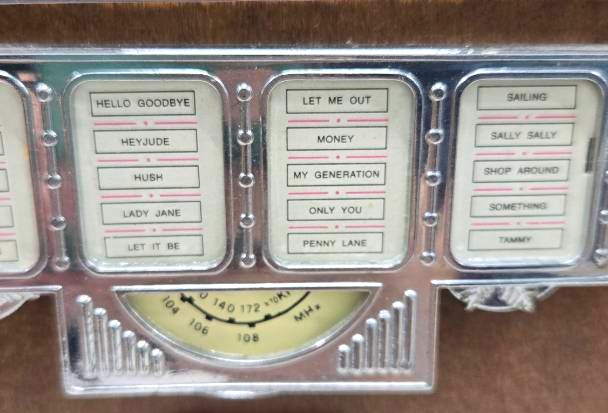 HELLO GOODBYE
HEYJUDE
HUSH
LADY JANE
LET IT BE
LET ME OUT
MONEY
MY GENERATION
ONLY YOU
PENNY LANE
SAILING
SALLY SALLY
SHOP AROUND
SOMETHING
TAMMY
140 172 x10K
104 106 108 MHz